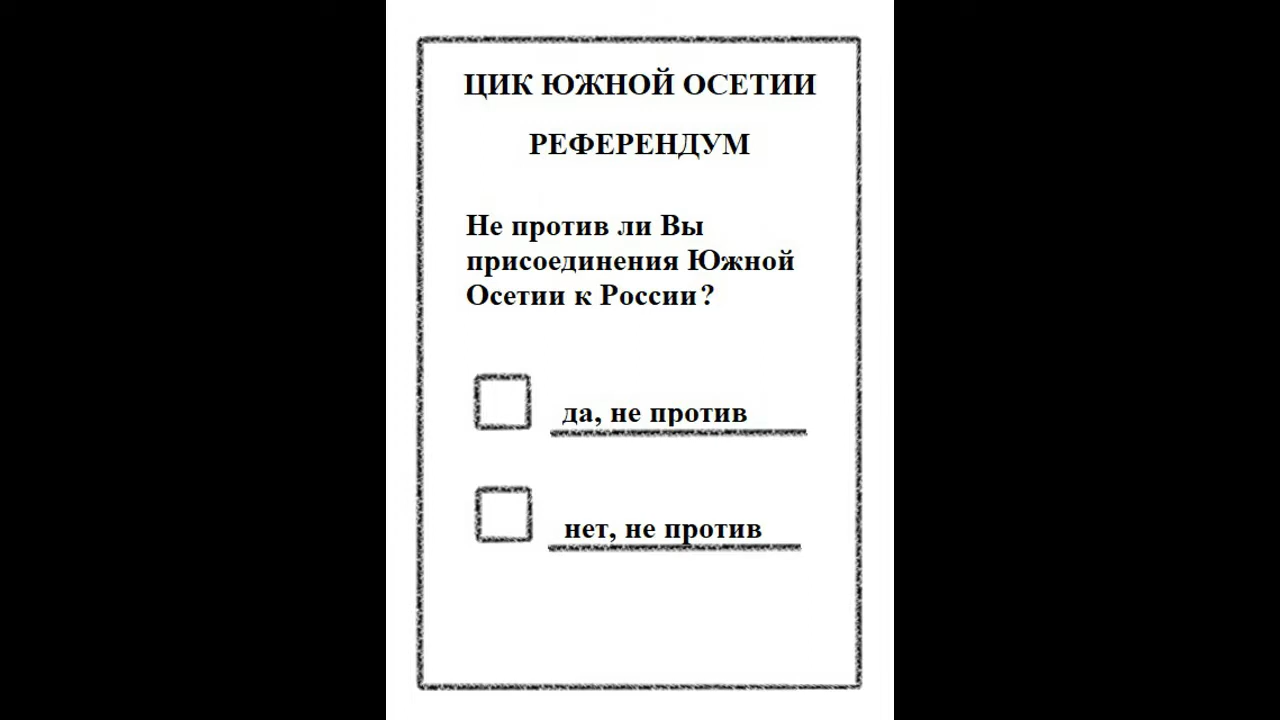 ЦИК ЮЖНОЙ ОСЕТИИ
РЕФЕРЕНДУМ
Не против ли Вы
присоединения Южной
Осетии к России?
да, не против
нет, не против